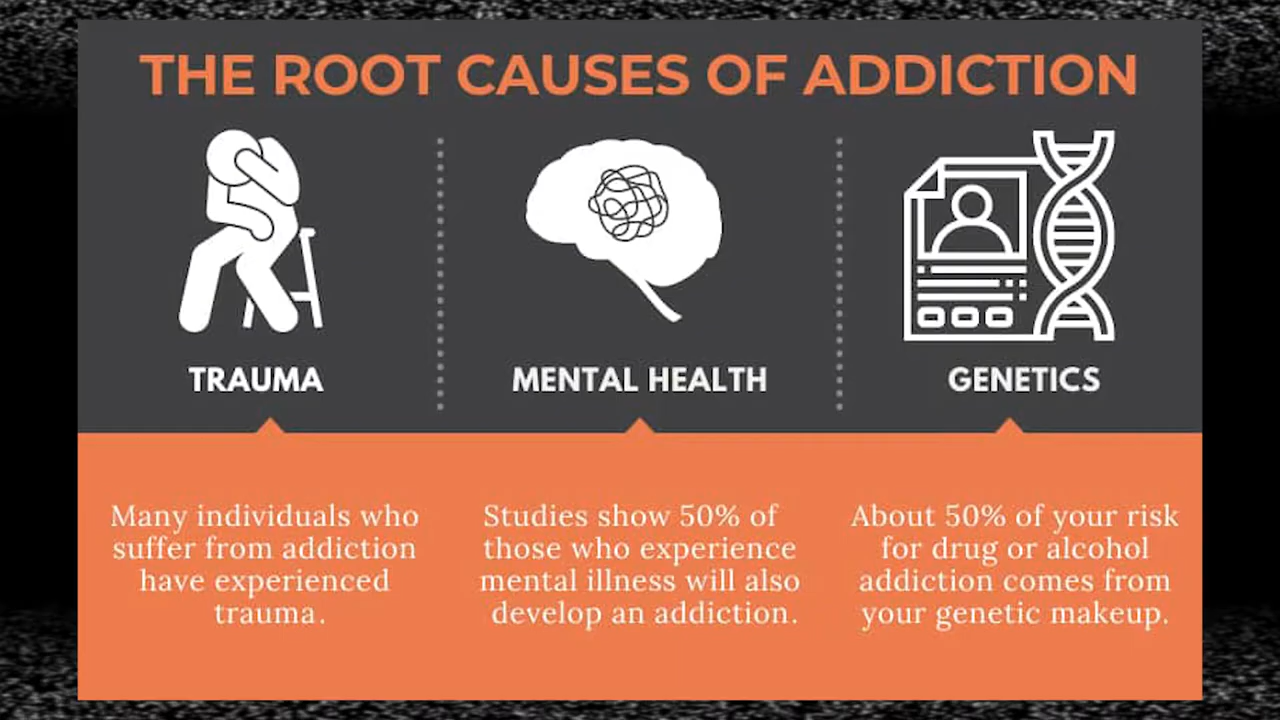 THE ROOT CAUSES OF ADDICTION
TRAUMA
Many individuals who
suffer from addiction
have experienced
trauma.
MENTAL HEALTH
Studies show 50% of
those who experience
mental illness will also
develop an addiction.
GENETICS
About 50% of your risk
for drug or alcohol
addiction comes from
your genetic makeup.